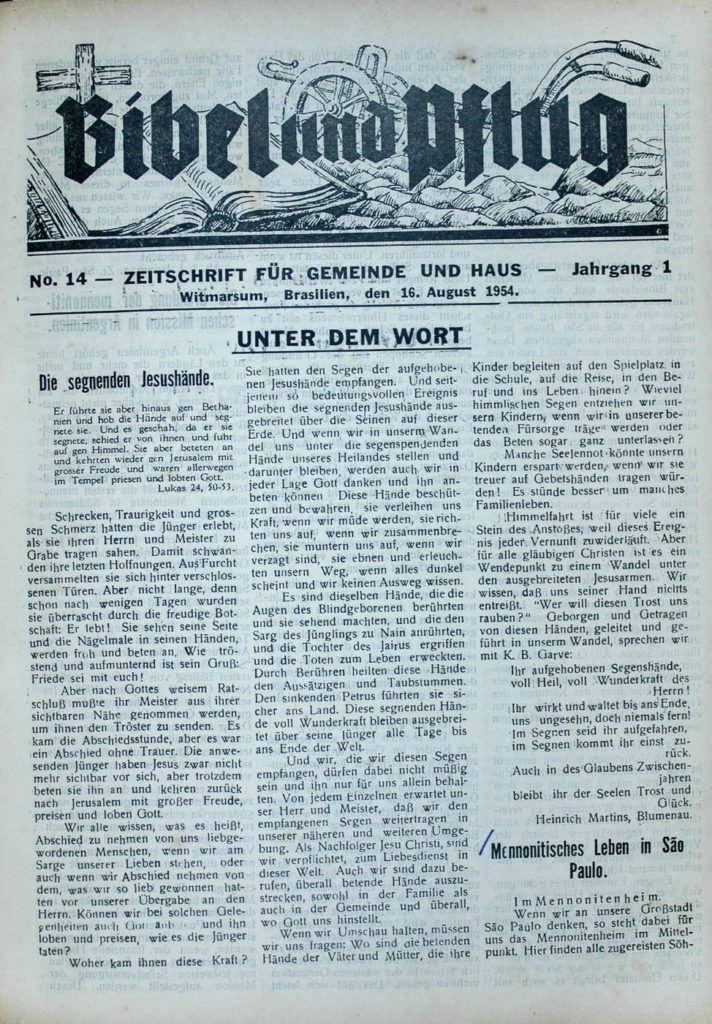 Bibel und Pflug
No. 14 — ZEITSCHRIFT FÜR GEMEINDE UND HAUS — Jahrgang 1
Witmarsum, Brasilien, den 16. August 1954.
UNTER DEM WORT
Die segnenden Jesushände.
Er führte sie aber hinaus gen Betha-
nien und hob die Hände auf und seg-
nete sie. Und es geschah, da er sie
segnete, schied er von ihnen und fuhr
auf gen Himmel. Sie aber beteten an
und kehrten wieder gen Jerusalem mit
grosser Freude und waren allerwegen
im Tempel priesen und lobten Gott.
Lukas 24, 50-53.
Schrecken, Traurigkeit und gros-
sen Schmerz hatten die Jünger erlebt,
als sie ihren Herrn und Meister zu
Grabe tragen sahen. Damit schwan-
den ihre letzten Hoffnungen. Aus Furcht
versammelten sie sich hinter verschlos-
senen Türen. Aber nicht lange, denn
schon nach wenigen Tagen wurden
sie überrascht durch die freudige Bot-
schaft: Er lebt! Sie sehen seine Seite
und die Nägelmale in seinen Händen,
werden froh und beten an. Wie trö-
stend und aufmunternd ist sein Gruß:
Friede sei mit euch!
Aber nach Gottes weisem Rat-
schluß mußte ihr Meister aus ihrer
sichtbaren Nähe genommen werden,
um ihnen den Tröster zu senden. Es
kam die Abschiedsstunde, aber es war
ein Abschied ohne Trauer. Die anwe-
senden Jünger haben Jesus zwar nicht
mehr sichtbar vor sich, aber trotzdem
beten sie ihn an und kehren zurück
nach Jerusalem mit großer Freude,
preisen und loben Gott.
Wir alle wissen, was es heißt,
Abschied zu nehmen von uns liebge-
wordenen Menschen, wenn wir am
Sarge unserer Lieben stehen, oder
auch wenn wir Abschied nehmen von
dem, was wir so lieb gewonnen hat-
ten vor unserer Übergabe an den
Herrn. Können wir bei solchen Gele-
genheiten auch Gott und ihn
loben und preisen, wie es die Jünger
taten?
Woher kam ihnen diese Kraft?
Sie hatten den Segen der aufgehobe-
nen Jesushände empfangen. Und seit
jenem so bedeutungsvollen Ereignis
bleiben die segnenden Jesushände aus-
gebreitet über die Seinen auf dieser
Erde. Und wenn wir in unserm Wan-
del uns unter die segenspendenden
Hände unseres Heilandes stellen und
darunter bleiben, werden auch wir in
jeder Lage Gott danken und ihn an-
beten können. Diese Hände beschüt-
zen und bewahren, sie verleihen uns
Kraft, wenn wir müde werden, sie rich-
ten uns auf, wenn wir zusammenbre-
chen, sie muntern uns auf, wenn wir
verzagt sind, sie ebnen und erleuch-
ten unsern Weg, wenn alles dunkel
scheint und wir keinen Ausweg wissen.
Es sind dieselben Hände, die die
Augen des Blindgeborenen berührten
und sie sehend machten, und die den
Sarg des Jünglings zu Nain anrührten,
und die Tochter des Jairus ergriffen
und die Toten zum Leben erweckten.
Durch Berühren heilten diese Hände
den Aussätzigen und Taubstummen.
Den sinkenden Petrus führten sie si-
cher ans Land. Diese segnenden Hän-
de voll Wunderkraft bleiben ausgebrei-
tet über seine Jünger alle Tage bis
ans Ende der Welt.
Und wir, die wir diesen Segen
empfangen, dürfen dabei nicht müßig
sein und ihn nur für uns allein behal-
ten. Von jedem Einzelnen erwartet un-
ser Herr und Meister, daß wir den
empfangenen Segen weitertragen in
unserer näheren und weiteren Umge-
bung. Als Nachfolger Jesu Christi, sind
wir verpflichtet, zum Liebesdienst in
dieser Welt. Auch wir sind dazu be-
rufen, überall betende Hände auszu-
strecken, sowohl in der Familie als
auch in der Gemeinde und überall,
wo Gott uns hinstellt.
Wenn wir Umschau halten, müssen
wir uns fragen: Wo sind die betenden
Hände der Väter und Mütter, die ihre
Kinder begleiten auf den Spielplatz, in
die Schule, auf die Reise, in den Be-
ruf und ins Leben hinein? Wieviel
himmlischen Segen entziehen wir un-
sern Kindern, wenn wir in unserer be-
tenden Fürsorge träge werden oder
das Beten sogar ganz unterlassen?
Manche Seelennot könnte unsern
Kindern erspart werden, wenn wir sie
treuer auf Gebetshänden tragen wür-
den! Es stünde besser um manches
Familienleben.
Himmelfahrt ist für viele ein
Stein des Anstoßes, weil dieses Ereig-
nis jeder Vernunft zuwiderläuft. Aber
für alle gläubigen Christen ist es ein
Wendepunkt zu einem Wandel unter
den ausgebreiteten Jesusarmen. Wir
wissen, daß uns seiner Hand nichts
entreißt. "Wer will diesen Trost uns
rauben?" Geborgen und Getragen
von diesen Händen, geleitet und ge-
führt in unserm Wandel, sprechen wir
mit K. B. Garve:
Ihr aufgehobenen Segenshände,
voll Heil, voll Wunderkraft des
Herrn!
Ihr wirkt und waltet bis ans Ende,
uns ungesehn, doch niemals fern!
Im Segnen seid ihr aufgefahren,
im Segnen kommt ihr einst zu-
rück.
Auch in des Glaubens Zwischen-
jahren
bleibt ihr der Seelen Trost und
Glück.
Heinrich Martins, Blumenau.
Mennonitisches Leben in São
Paulo.
Im Mennonitenheim.
Wenn wir an unsere Großstadt
São Paulo denken, so steht dabei für
uns das Mennonitenheim im Mittel-
punkt. Hier finden alle zugereisten Söh-